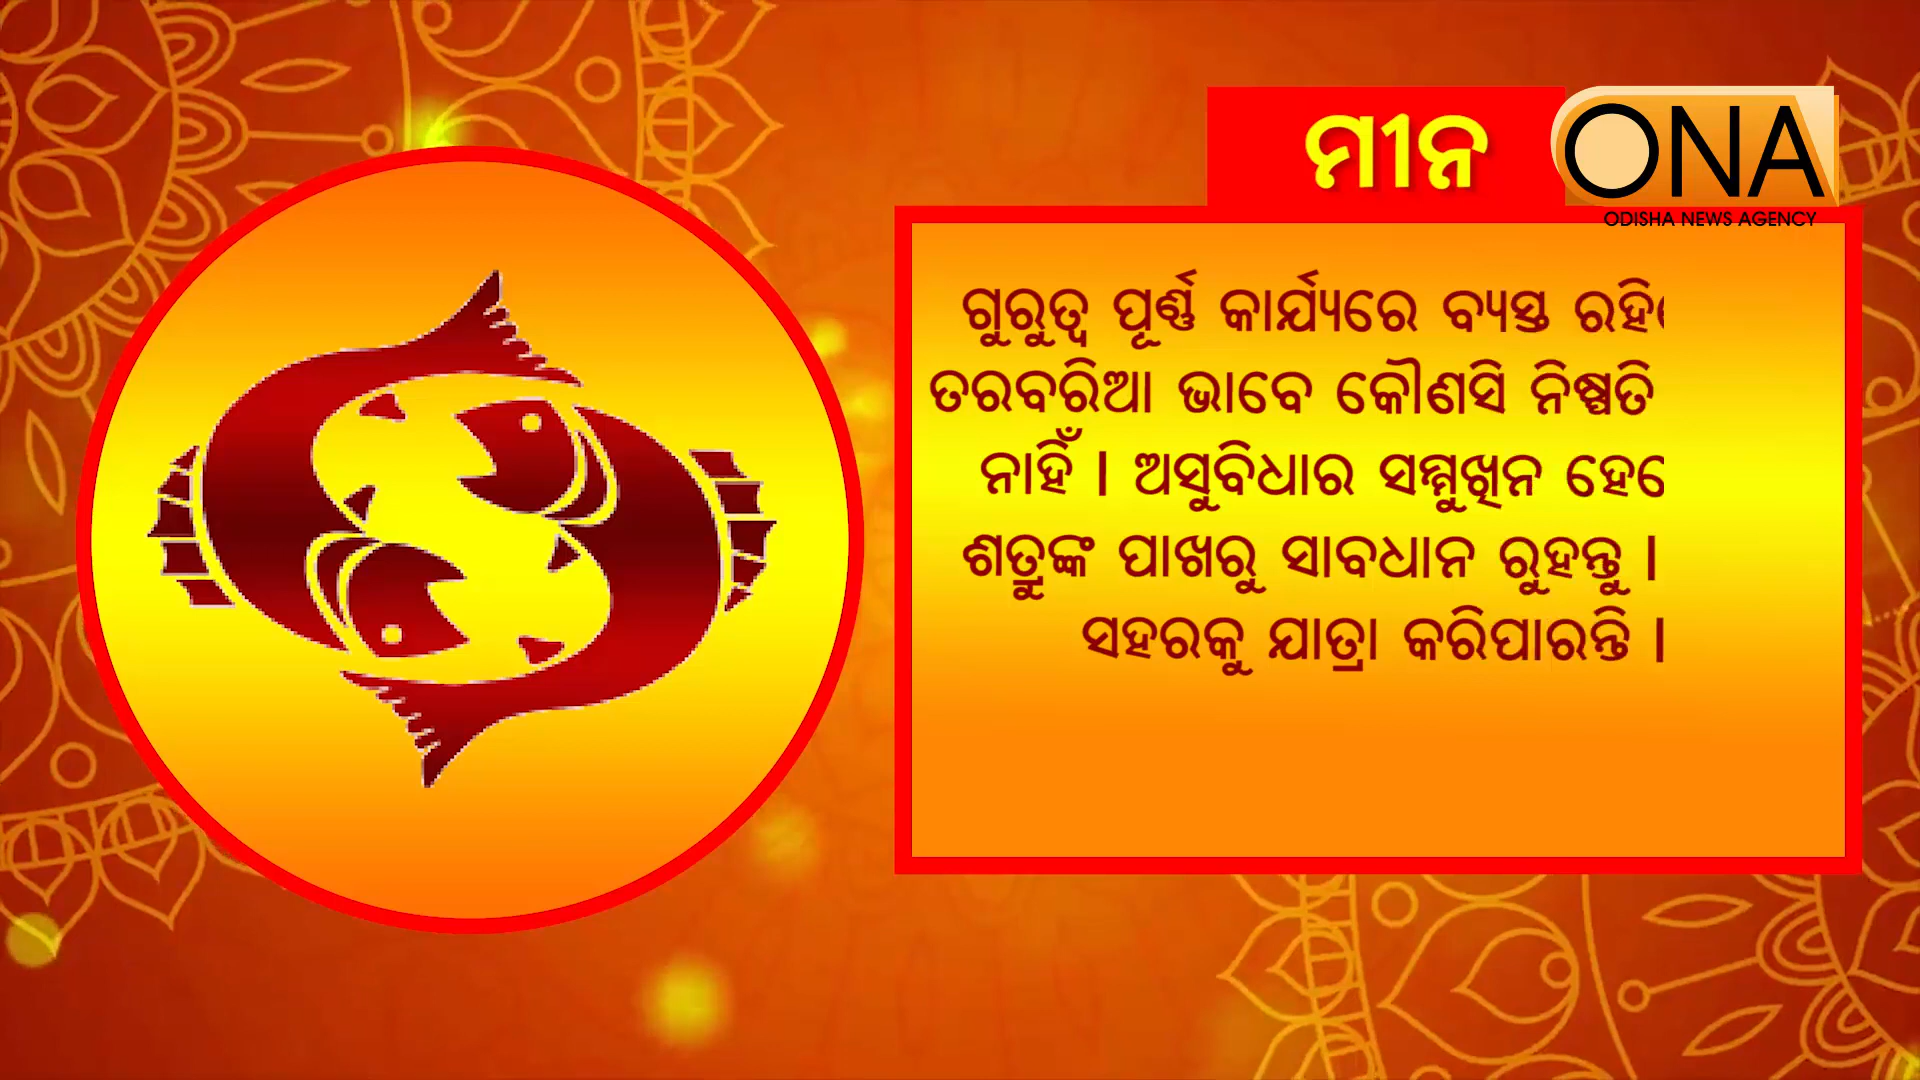 ମୀନ
ONA
ODISHA NEWS AGENCY
ଗୁରୁତ୍ୱ ପୂର୍ଣ୍ଣ କାର୍ଯ୍ୟରେ ବ୍ୟସ୍ତ
ତରବରିଆ ଭାବେ କୌଣସି ନିଷ୍ପତି
ନାହିଁ । ଅସୁବିଧାର ସମ୍ମୁଖିନ
ଶତ୍ରୁଙ୍କ ପାଖରୁ ସାବଧାନ ରୁହନ୍ତୁ ।
ସହରକୁ ଯାତ୍ରା କରିପାରନ୍ତି ।